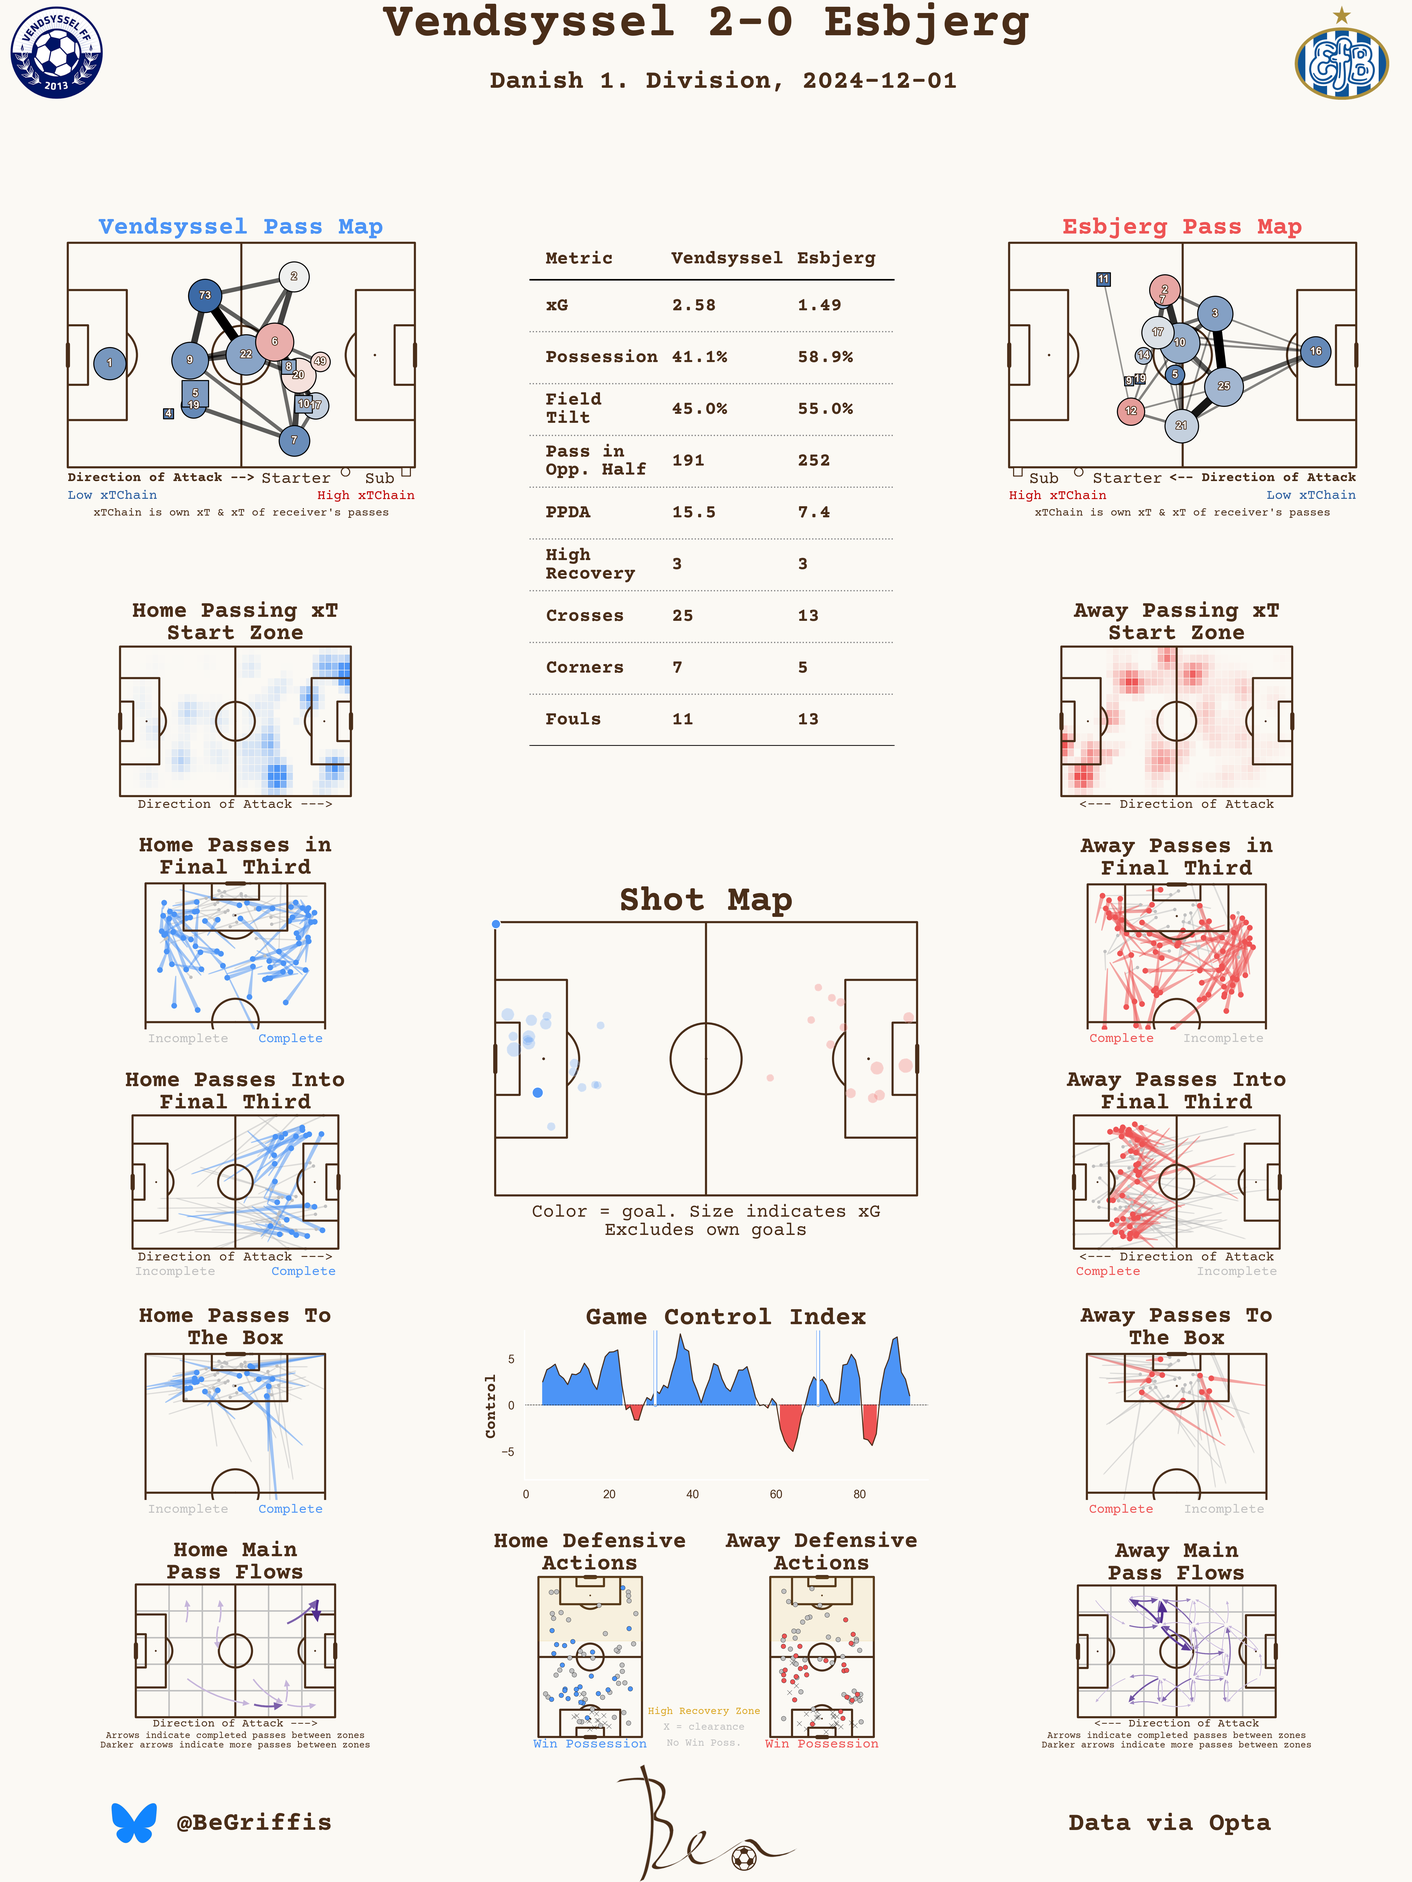 Vendsyssel 2-0 Esbjerg
Danish 1. Division, 2024-12-01
VENDSYSSEL FF
2013
EfB
Vendsyssel Pass Map
1
73
9
5
19
4
22
2
6
8
20
49
10
17
7
Direction of Attack --> Starter Sub
Low xTChain High xTChain
xTChain is own xT & xT of receiver's passes
Metric Vendsyssel Esbjerg
xG 2.58 1.49
Possession 41.1% 58.9%
Field
Tilt 45.0% 55.0%
Pass in
Opp. Half 191 252
PPDA 15.5 7.4
High
Recovery 3 3
Crosses 25 13
Corners 7 5
Fouls 11 13
Esbjerg Pass Map
11
2
7
17
10
3
14
9
19
5
12
21
25
16
Sub Starter <-- Direction of Attack
High xTChain Low xTChain
xTChain is own xT & xT of receiver's passes
Home Passing xT
Start Zone
Direction of Attack --->
Away Passing xT
Start Zone
<--- Direction of Attack
Home Passes in
Final Third
Incomplete Complete
Away Passes in
Final Third
Complete Incomplete
Shot Map
Color = goal. Size indicates xG
Excludes own goals
Home Passes Into
Final Third
Direction of Attack --->
Incomplete Complete
Away Passes Into
Final Third
<--- Direction of Attack
Complete Incomplete
Home Passes To
The Box
Incomplete Complete
Game Control Index
Control
5
0
−5
0 20 40 60 80
Away Passes To
The Box
Complete Incomplete
Home Main
Pass Flows
Direction of Attack --->
Arrows indicate completed passes between zones
Darker arrows indicate more passes between zones
Home Defensive
Actions
Win Possession
Away Defensive
Actions
Win Possession
High Recovery Zone
X = clearance
No Win Poss.
Away Main
Pass Flows
<--- Direction of Attack
Arrows indicate completed passes between zones
Darker arrows indicate more passes between zones
@BeGriffis
Ben
Data via Opta